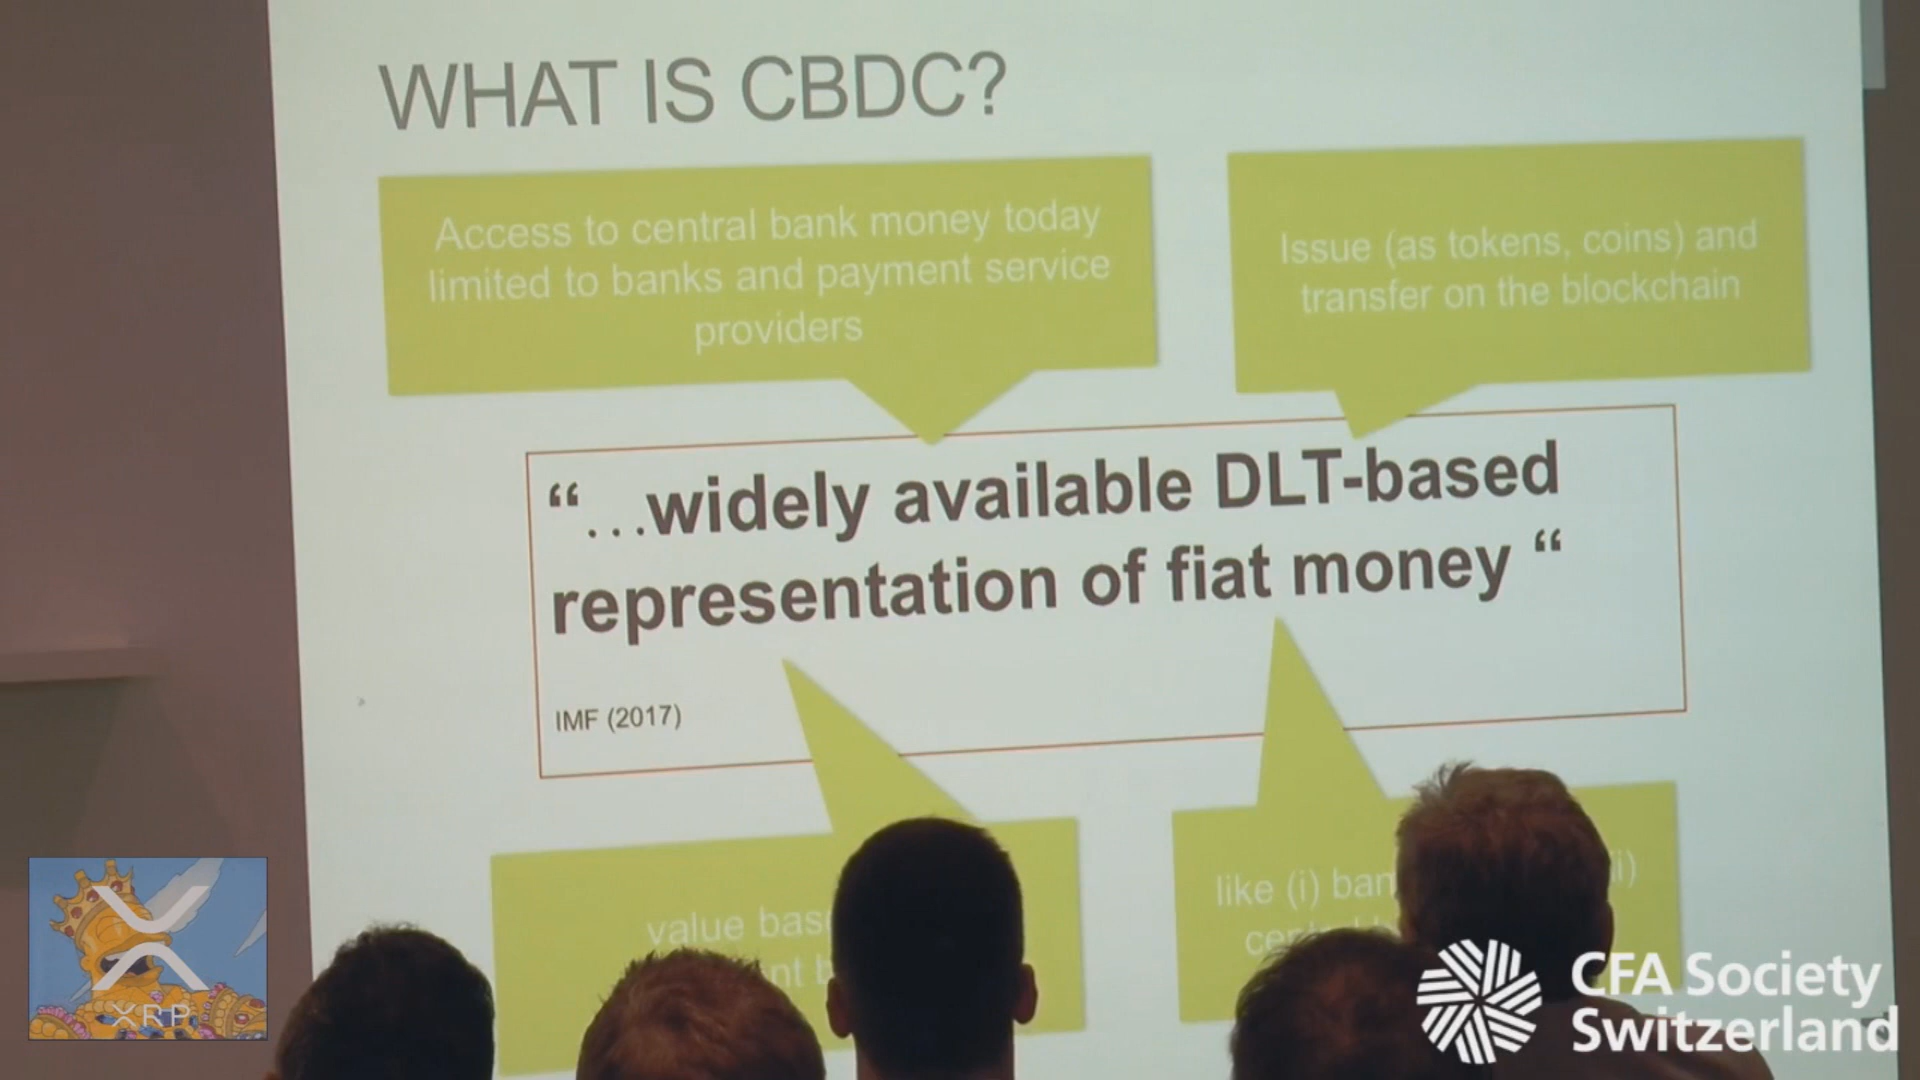 WHAT IS CBDC?
Access to central bank money today
limited to banks and payment service
providers
Issue (as tokens, coins) and
transfer on the blockchain
“…widely available DLT-based
representation of fiat money “
IMF (2017)
value
like (i)
XRP
CFA Society
Switzerland